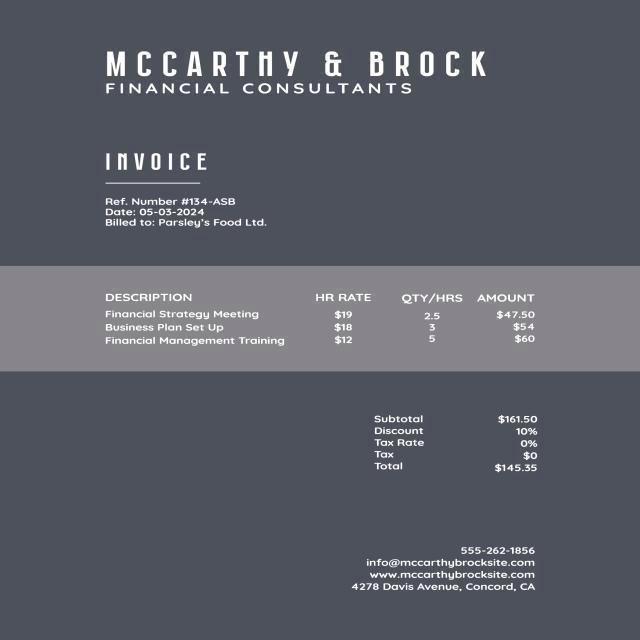 MCCARTHY & BROCK
FINANCIAL CONSULTANTS
INVOICE
Ref. Number #134-ASB
Date: 05-03-2024
Billed to: Parsley's Food Ltd.
DESCRIPTION HR RATE QTY/HRS AMOUNT
Financial Strategy Meeting $19 2.5 $47.50
Business Plan Set Up $18 3 $54
Financial Management Training $12 5 $60
Subtotal $161.50
Discount 10%
Tax Rate 0%
Tax $0
Total $145.35
555-262-1856
info@mccarthybrocksite.com
www.mccarthybrocksite.com
4278 Davis Avenue, Concord, CA